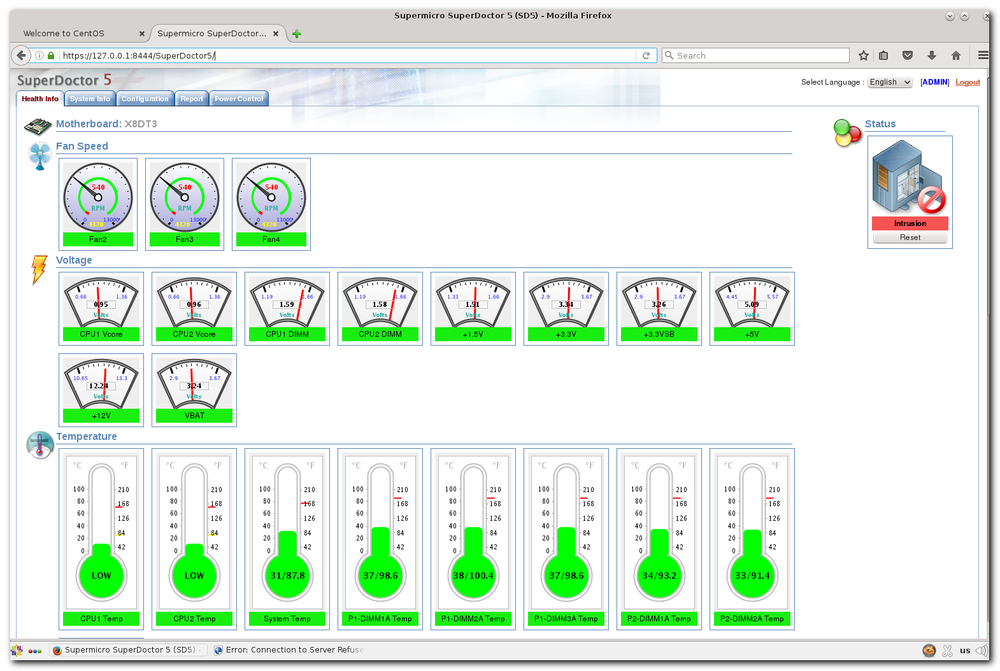 Supermicro SuperDoctor 5 (SD5) - Mozilla Firefox
Welcome to CentOS
Supermicro SuperDoctor...
https://127.0.0.1:8444/SuperDoctor5/
Search
SuperDoctor 5
Select Language : English [ADMIN] Logout
Health Info System Info Configuration Report Power Control
Motherboard: X8DT3
Status
Fan Speed
540 RPM 0 13000 4320 Fan2
540 RPM 0 13000 4320 Fan3
540 RPM 0 13000 4320 Fan4
Intrusion
Reset
Voltage
0.66 1.36 0.95 Volts CPU1 Vcore
0.66 1.36 0.96 Volts CPU2 Vcore
1.19 1.66 1.59 Volts CPU1 DIMM
1.19 1.66 1.58 Volts CPU2 DIMM
1.33 1.66 1.51 Volts +1.5V
2.9 3.67 3.34 Volts +3.3V
2.9 3.67 3.26 Volts +3.3VSB
4.45 5.57 5.09 Volts +5V
10.65 13.3 12.24 Volts +12V
2.9 3.67 3.24 Volts VBAT
Temperature
°C °F 100 80 60 40 20 0 210 168 126 84 42 LOW CPU1 Temp
°C °F 100 80 60 40 20 0 210 168 126 84 42 LOW CPU2 Temp
°C °F 100 80 60 40 20 0 210 168 126 84 42 31/87.8 System Temp
°C °F 100 80 60 40 20 0 210 168 126 84 42 37/98.6 P1-DIMM1A Temp
°C °F 100 80 60 40 20 0 210 168 126 84 42 38/100.4 P1-DIMM2A Temp
°C °F 100 80 60 40 20 0 210 168 126 84 42 37/98.6 P1-DIMM3A Temp
°C °F 100 80 60 40 20 0 210 168 126 84 42 34/93.2 P2-DIMM1A Temp
°C °F 100 80 60 40 20 0 210 168 126 84 42 33/91.4 P2-DIMM2A Temp
Supermicro SuperDoctor 5 (SD5) -
Error: Connection to Server Refuse
us